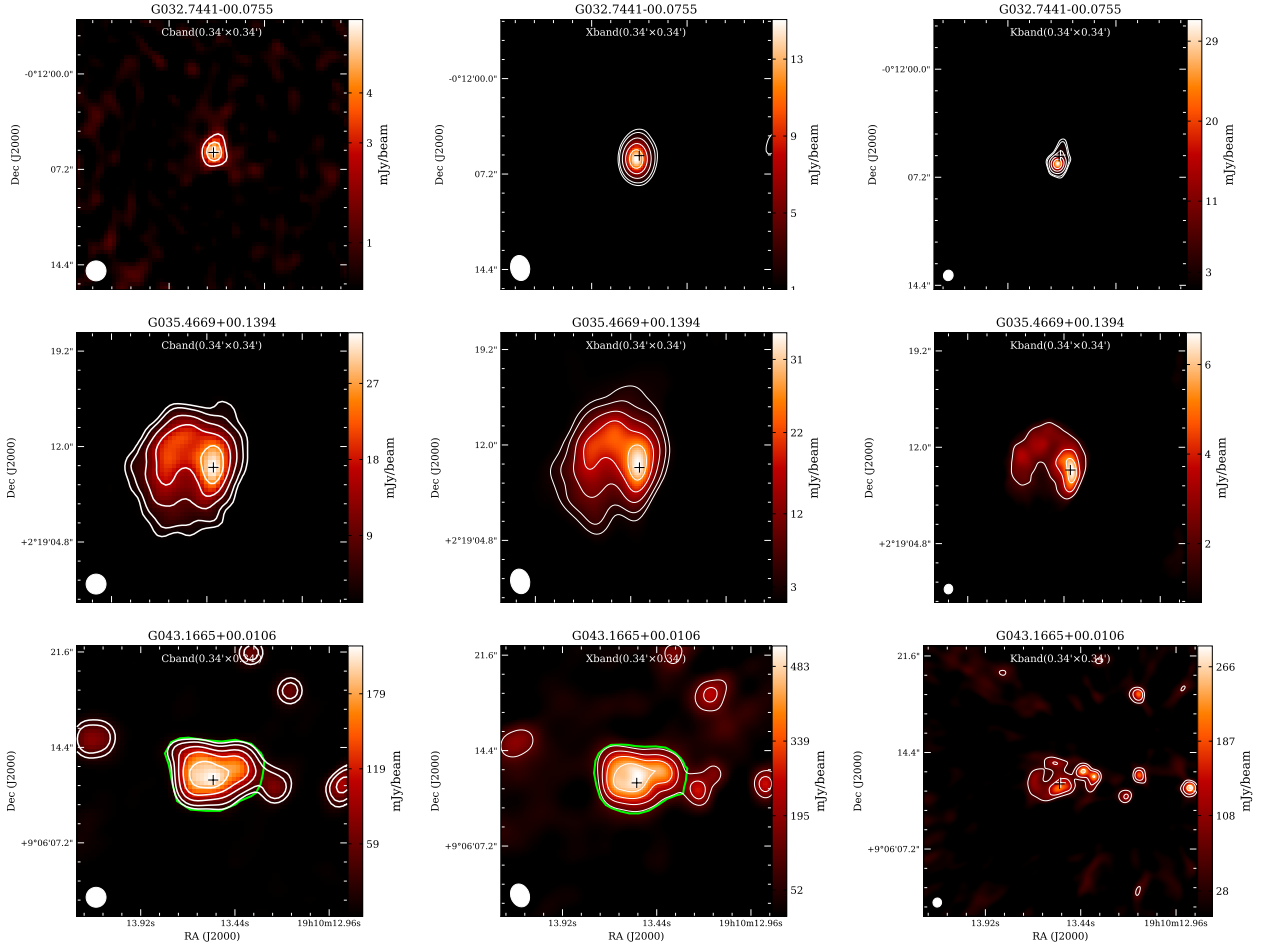 G032.7441-00.0755
Cband(0.34'×0.34')
-0°12'00.0"
07.2"
14.4"
Dec (J2000)
4
3
1
mJy/beam
G032.7441-00.0755
Xband(0.34'×0.34')
-0°12'00.0"
07.2"
14.4"
Dec (J2000)
13
9
5
1
mJy/beam
G032.7441-00.0755
Kband(0.34'×0.34')
-0°12'00.0"
07.2"
14.4"
Dec (J2000)
29
20
11
3
mJy/beam
G035.4669+00.1394
Cband(0.34'×0.34')
19.2"
12.0"
+2°19'04.8"
Dec (J2000)
27
18
9
mJy/beam
G035.4669+00.1394
Xband(0.34'×0.34')
19.2"
12.0"
+2°19'04.8"
Dec (J2000)
31
22
12
3
mJy/beam
G035.4669+00.1394
Kband(0.34'×0.34')
19.2"
12.0"
+2°19'04.8"
Dec (J2000)
6
4
2
mJy/beam
G043.1665+00.0106
Cband(0.34'×0.34')
21.6"
14.4"
+9°06'07.2"
Dec (J2000)
179
119
59
mJy/beam
13.92s
13.44s
19h10m12.96s
RA (J2000)
G043.1665+00.0106
Xband(0.34'×0.34')
21.6"
14.4"
+9°06'07.2"
Dec (J2000)
483
339
195
52
mJy/beam
13.92s
13.44s
19h10m12.96s
RA (J2000)
G043.1665+00.0106
Kband(0.34'×0.34')
21.6"
14.4"
+9°06'07.2"
Dec (J2000)
266
187
108
28
mJy/beam
13.92s
13.44s
19h10m12.96s
RA (J2000)